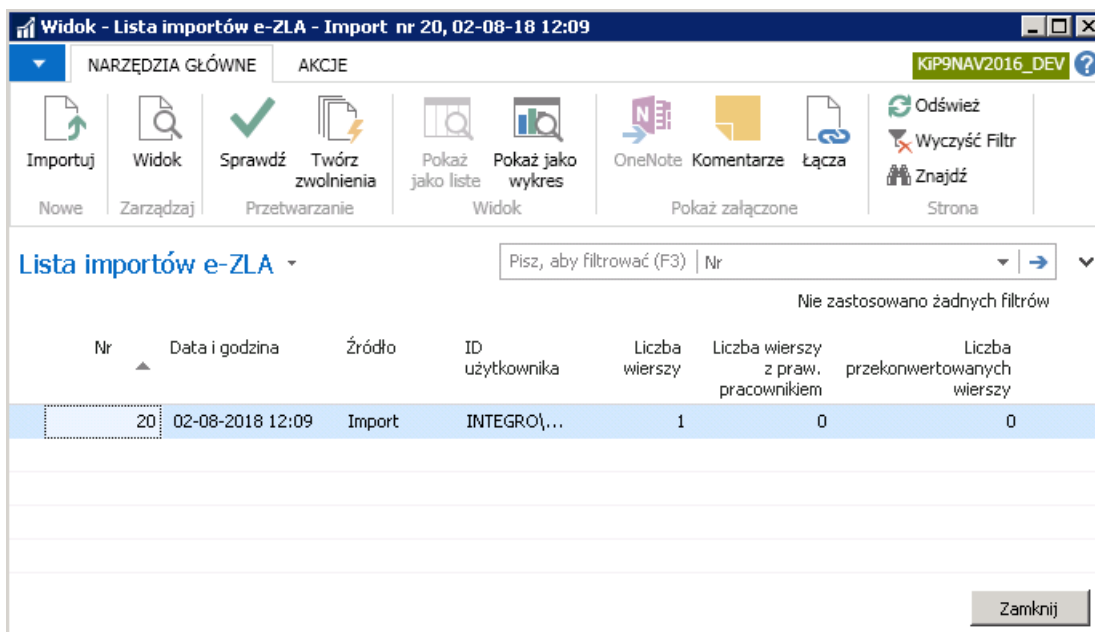 Widok - Lista importów e-ZLA - Import nr 20, 02-08-18 12:09
NARZĘDZIA GŁÓWNE AKCJE KiP9NAV2016_DEV ?
Importuj Widok Sprawdź Twórz zwolnienia Pokaż jako liste Pokaż jako wykres OneNote Komentarze Łącza Odśwież
Wyczyść Filtr
Znajdź
Nowe Zarządzaj Przetwarzanie Widok Pokaż załączone Strona
Lista importów e-ZLA Pisz, aby filtrować (F3) Nr
Nie zastosowano żadnych filtrów
Nr Data i godzina Źródło ID użytkownika Liczba wierszy Liczba wierszy z praw. pracownikiem Liczba przekonwertowanych wierszy
20 02-08-2018 12:09 Import INTEGRO\... 1 0 0
Zamknij